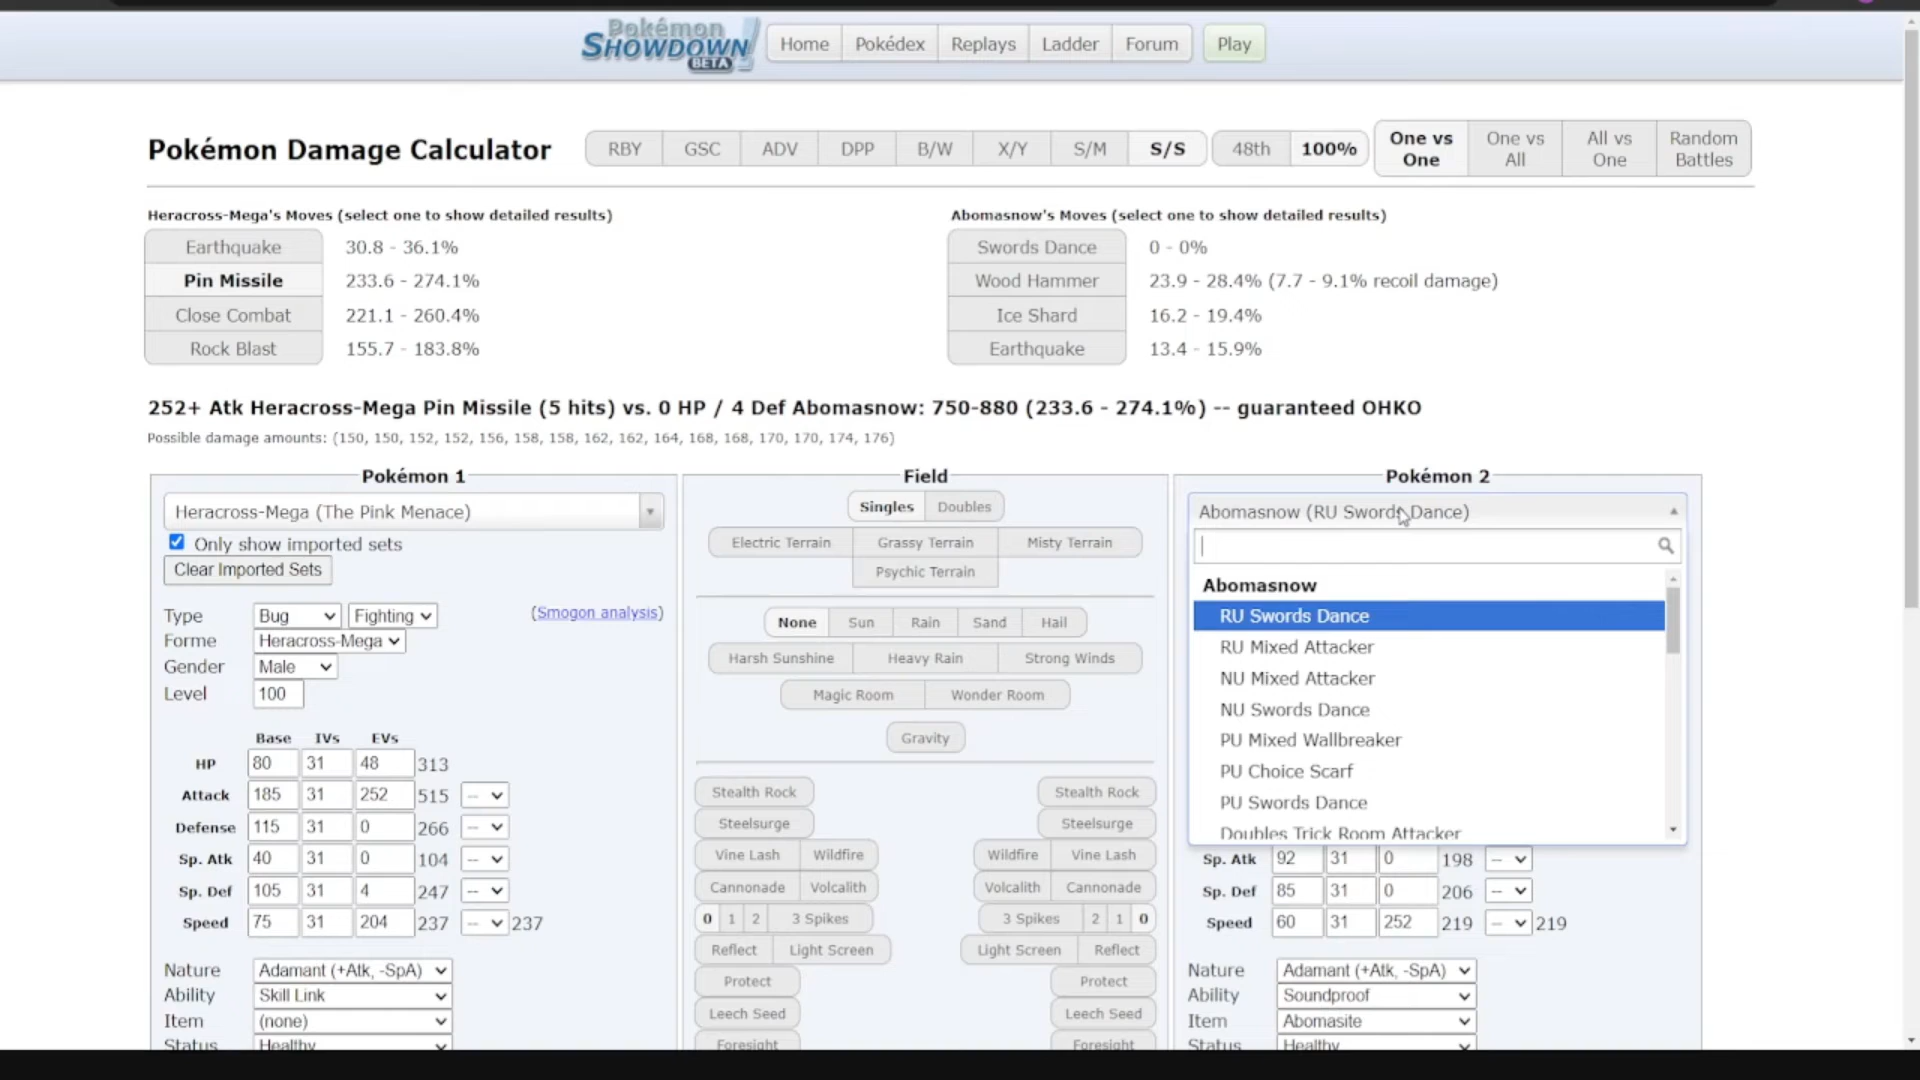 Pokémon SHOWDOWN! BETA
Home Pokédex Replays Ladder Forum Play
Pokémon Damage Calculator RBY GSC ADV DPP B/W X/Y S/M S/S 48th 100% One vs One One vs All All vs One Random Battles
Heracross-Mega's Moves (select one to show detailed results)
Earthquake 30.8 - 36.1%
Pin Missile 233.6 - 274.1%
Close Combat 221.1 - 260.4%
Rock Blast 155.7 - 183.8%
Abomasnow's Moves (select one to show detailed results)
Swords Dance 0 - 0%
Wood Hammer 23.9 - 28.4% (7.7 - 9.1% recoil damage)
Ice Shard 16.2 - 19.4%
Earthquake 13.4 - 15.9%
252+ Atk Heracross-Mega Pin Missile (5 hits) vs. 0 HP / 4 Def Abomasnow: 750-880 (233.6 - 274.1%) -- guaranteed OHKO
Possible damage amounts: (150, 150, 152, 152, 156, 158, 158, 162, 162, 164, 168, 168, 170, 170, 174, 176)
Pokémon 1
Heracross-Mega (The Pink Menace)
Only show imported sets
Clear Imported Sets
Type Bug Fighting (Smogon analysis)
Forme Heracross-Mega
Gender Male
Level 100
Base IVs EVs
HP 80 31 48 313
Attack 185 31 252 515 --
Defense 115 31 0 266 --
Sp. Atk 40 31 0 104 --
Sp. Def 105 31 4 247 --
Speed 75 31 204 237 -- 237
Nature Adamant (+Atk, -SpA)
Ability Skill Link
Item (none)
Status Healthy
Field
Singles Doubles
Electric Terrain Grassy Terrain Misty Terrain
Psychic Terrain
None Sun Rain Sand Hail
Harsh Sunshine Heavy Rain Strong Winds
Magic Room Wonder Room
Gravity
Stealth Rock Stealth Rock
Steelsurge Steelsurge
Vine Lash Wildfire Wildfire Vine Lash
Cannonade Volcalith Volcalith Cannonade
0 1 2 3 Spikes 3 Spikes 2 1 0
Reflect Light Screen Light Screen Reflect
Protect Protect
Leech Seed Leech Seed
Foresight Foresight
Pokémon 2
Abomasnow (RU Swords Dance)
Abomasnow
RU Swords Dance
RU Mixed Attacker
NU Mixed Attacker
NU Swords Dance
PU Mixed Wallbreaker
PU Choice Scarf
PU Swords Dance
Doubles Trick Room Attacker
Sp. Atk 92 31 0 198 --
Sp. Def 85 31 0 206 --
Speed 60 31 252 219 -- 219
Nature Adamant (+Atk, -SpA)
Ability Soundproof
Item Abomasite
Status Healthy